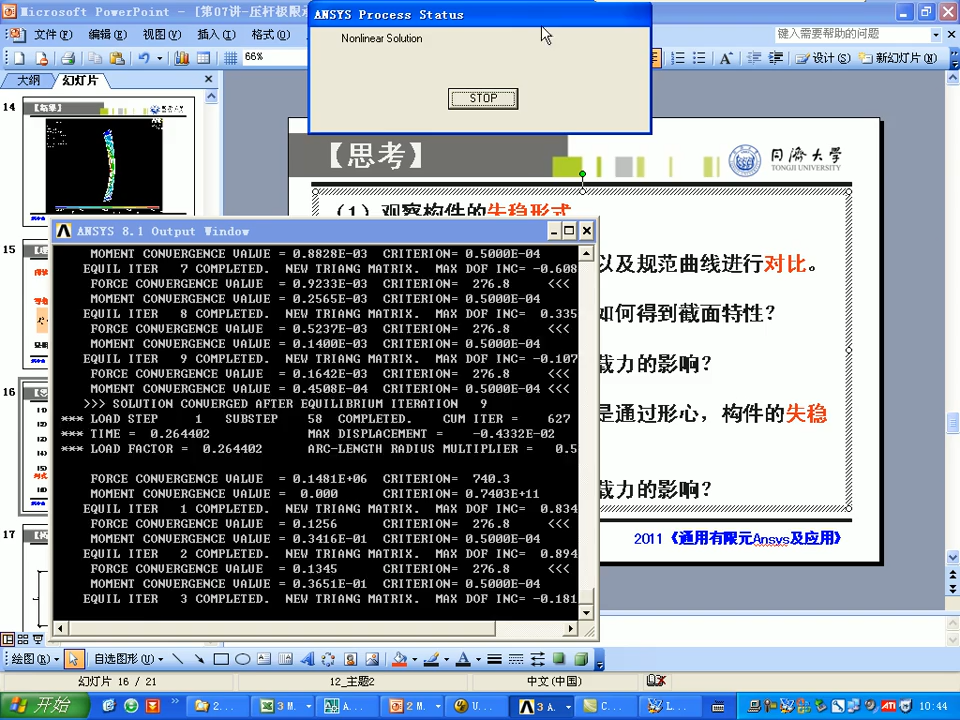 Microsoft PowerPoint - [第07讲-压杆极限
ANSYS Process Status
Nonlinear Solution
STOP
文件(F) 编辑(E) 视图(V) 插入(I) 格式(O)
键入需要帮助的问题
66%
设计(S) 新幻灯片(N)
大纲 幻灯片
14
15
16
17
【思考】
同济大学
TONGJI UNIVERSITY
(1) 观察构件的失稳形式
以及规范曲线进行对比。
如何得到截面特性?
载力的影响?
是通过形心,构件的失稳
载力的影响?
2011《通用有限元Ansys及应用》
ANSYS 8.1 Output Window
MOMENT CONVERGENCE VALUE = 0.8828E-03 CRITERION= 0.5000E-04
EQUIL ITER 7 COMPLETED. NEW TRIANG MATRIX. MAX DOF INC= -0.608
FORCE CONVERGENCE VALUE = 0.9233E-03 CRITERION= 276.8 <<<
MOMENT CONVERGENCE VALUE = 0.2565E-03 CRITERION= 0.5000E-04
EQUIL ITER 8 COMPLETED. NEW TRIANG MATRIX. MAX DOF INC= 0.335
FORCE CONVERGENCE VALUE = 0.5237E-03 CRITERION= 276.8 <<<
MOMENT CONVERGENCE VALUE = 0.1400E-03 CRITERION= 0.5000E-04
EQUIL ITER 9 COMPLETED. NEW TRIANG MATRIX. MAX DOF INC= -0.107
FORCE CONVERGENCE VALUE = 0.1642E-03 CRITERION= 276.8 <<<
MOMENT CONVERGENCE VALUE = 0.4508E-04 CRITERION= 0.5000E-04 <<<
>>> SOLUTION CONVERGED AFTER EQUILIBRIUM ITERATION 9
*** LOAD STEP 1 SUBSTEP 58 COMPLETED. CUM ITER = 627
*** TIME = 0.264402 MAX DISPLACEMENT = -0.4332E-02
*** LOAD FACTOR = 0.264402 ARC-LENGTH RADIUS MULTIPLIER = 0.5
FORCE CONVERGENCE VALUE = 0.1481E+06 CRITERION= 740.3
MOMENT CONVERGENCE VALUE = 0.000 CRITERION= 0.7403E+11
EQUIL ITER 1 COMPLETED. NEW TRIANG MATRIX. MAX DOF INC= 0.834
FORCE CONVERGENCE VALUE = 0.1256 CRITERION= 276.8 <<<
MOMENT CONVERGENCE VALUE = 0.3416E-01 CRITERION= 0.5000E-04
EQUIL ITER 2 COMPLETED. NEW TRIANG MATRIX. MAX DOF INC= 0.894
FORCE CONVERGENCE VALUE = 0.1345 CRITERION= 276.8 <<<
MOMENT CONVERGENCE VALUE = 0.3651E-01 CRITERION= 0.5000E-04
EQUIL ITER 3 COMPLETED. NEW TRIANG MATRIX. MAX DOF INC= -0.181
绘图(R) 自选图形(U)
幻灯片 16 / 21 12_主题2 中文(中国)
开始 2... 3 M. A... 2 M. U... 3 A. C... L... 10:44